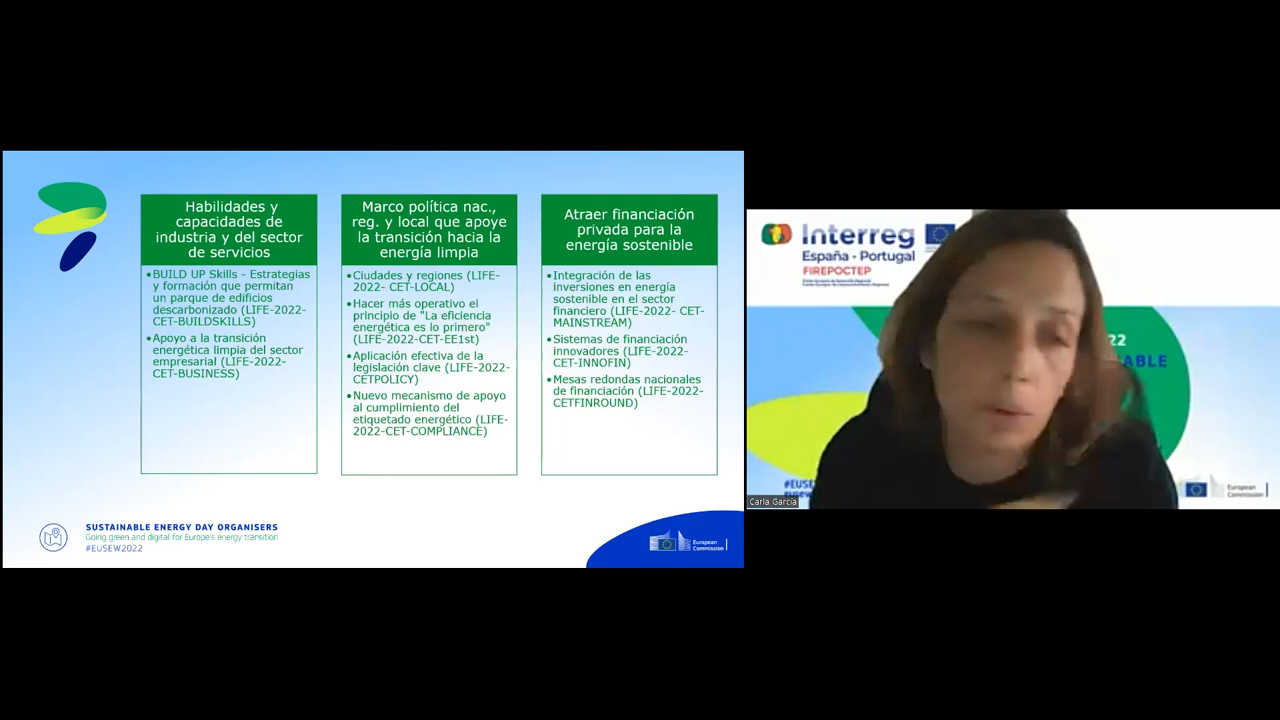 Habilidades y
capacidades de
industria y del sector
de servicios
•BUILD UP Skills - Estrategias
y formación que permitan
un parque de edificios
descarbonizado (LIFE-2022-
CET-BUILDSKILLS)
•Apoyo a la transición
energética limpia del sector
empresarial (LIFE-2022-
CET-BUSINESS)
Marco política nac.,
reg. y local que apoye
la transición hacia la
energía limpia
•Ciudades y regiones (LIFE-
2022- CET-LOCAL)
•Hacer más operativo el
principio de "La eficiencia
energética es lo primero"
(LIFE-2022-CET-EE1st)
•Aplicación efectiva de la
legislación clave (LIFE-2022-
CETPOLICY)
•Nuevo mecanismo de apoyo
al cumplimiento del
etiquetado energético (LIFE-
2022-CET-COMPLIANCE)
Atraer financiación
privada para la
energía sostenible
•Integración de las
inversiones en energía
sostenible en el sector
financiero (LIFE-2022- CET-
MAINSTREAM)
•Sistemas de financiación
innovadores (LIFE-2022-
CET-INNOFIN)
•Mesas redondas nacionales
de financiación (LIFE-2022-
CETFINROUND)
SUSTAINABLE ENERGY DAY ORGANISERS
Going green and digital for Europe's energy transition
#EUSEW2022
European
Commission
Interreg
España - Portugal
FIREPOCTEP
22
ABLE
#EUSE
eusew
European
Commission
Carla García